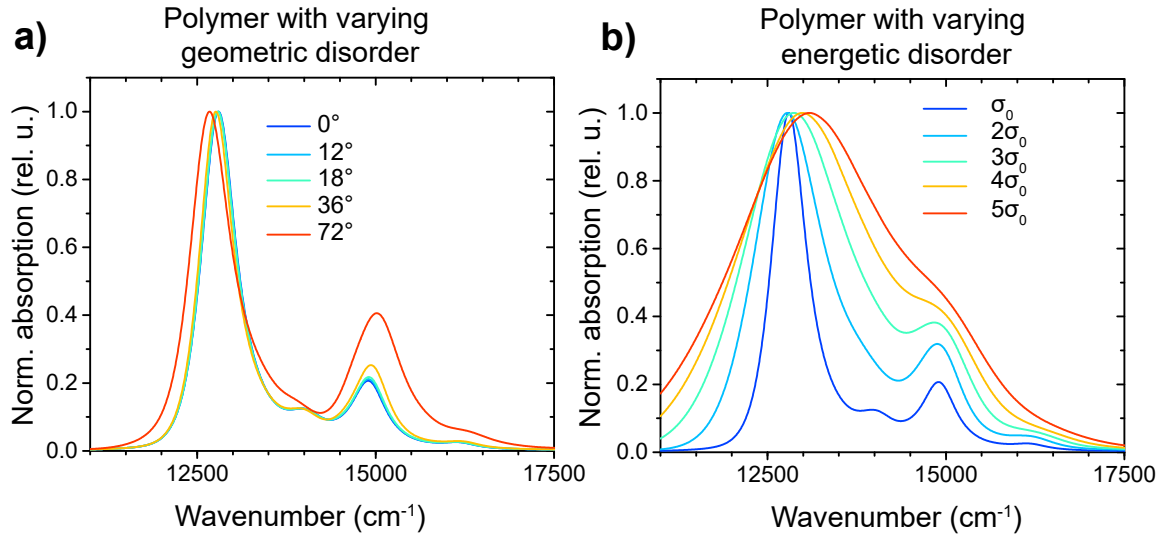 a)
Polymer with varying
geometric disorder
Norm. absorption (rel. u.)
1.0
0.8
0.6
0.4
0.2
0.0
0°
12°
18°
36°
72°
12500
15000
17500
Wavenumber (cm⁻¹)
b)
Polymer with varying
energetic disorder
Norm. absorption (rel. u.)
1.0
0.8
0.6
0.4
0.2
0.0
σ₀
2σ₀
3σ₀
4σ₀
5σ₀
12500
15000
17500
Wavenumber (cm⁻¹)